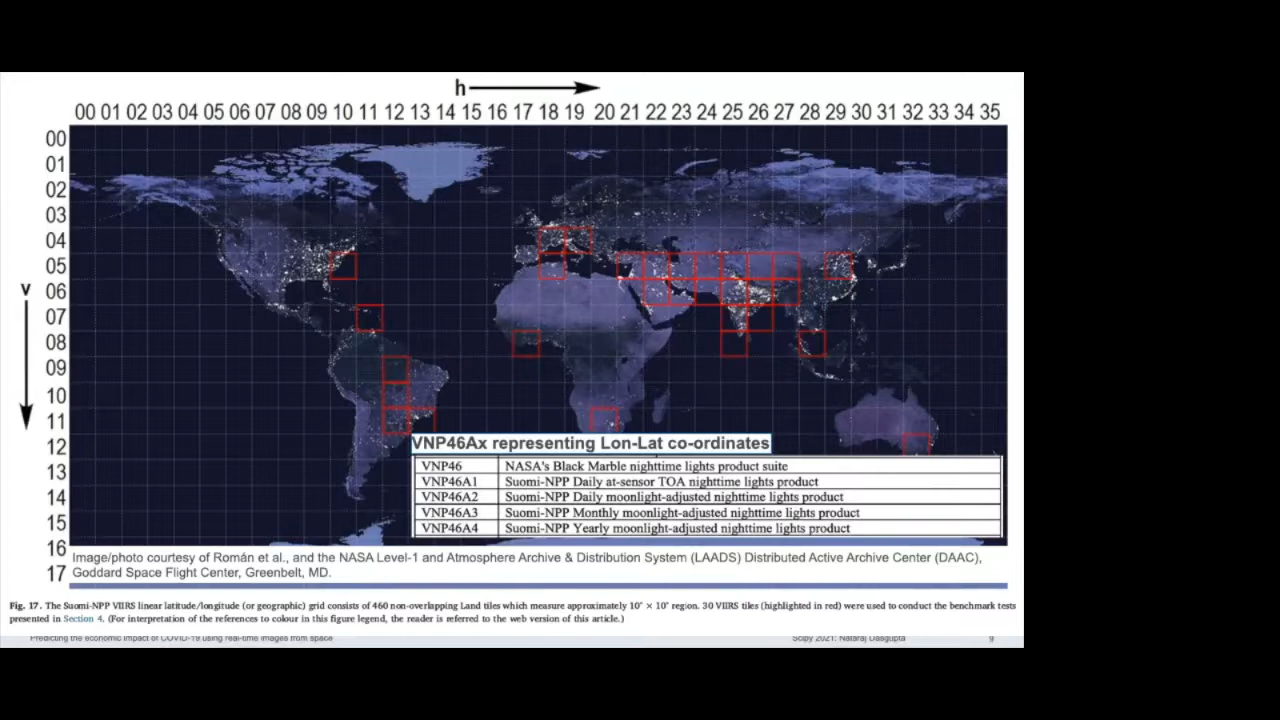 h
00 01 02 03 04 05 06 07 08 09 10 11 12 13 14 15 16 17 18 19 20 21 22 23 24 25 26 27 28 29 30 31 32 33 34 35
v
00
01
02
03
04
05
06
07
08
09
10
11
12
13
14
15
16
17
VNP46Ax representing Lon-Lat co-ordinates
VNP46 NASA's Black Marble nighttime lights product suite
VNP46A1 Suomi-NPP Daily at-sensor TOA nighttime lights product
VNP46A2 Suomi-NPP Daily moonlight-adjusted nighttime lights product
VNP46A3 Suomi-NPP Monthly moonlight-adjusted nighttime lights product
VNP46A4 Suomi-NPP Yearly moonlight-adjusted nighttime lights product
Image/photo courtesy of Román et al., and the NASA Level-1 and Atmosphere Archive & Distribution System (LAADS) Distributed Active Archive Center (DAAC),
Goddard Space Flight Center, Greenbelt, MD.
Fig. 17. The Suomi-NPP VIIRS linear latitude/longitude (or geographic) grid consists of 460 non-overlapping Land tiles which measure approximately 10° × 10° region. 30 VIIRS tiles (highlighted in red) were used to conduct the benchmark tests
presented in Section 4. (For interpretation of the references to colour in this figure legend, the reader is referred to the web version of this article.)
Predicting the economic impact of COVID-19 using real-time images from space
Scipy 2021: Nataraj Dasgupta
9